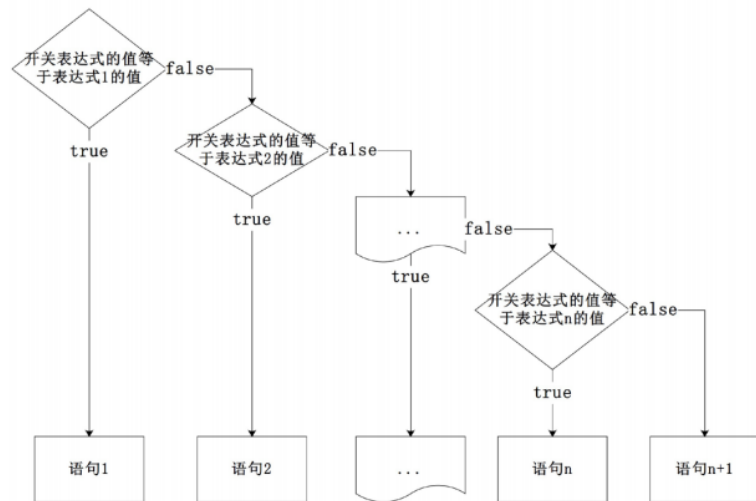 开关表达式的值等
于表达式1的值
false
true
开关表达式的值等
于表达式2的值
false
true
...
false
true
开关表达式的值等
于表达式n的值
false
true
语句1
语句2
...
语句n
语句n+1